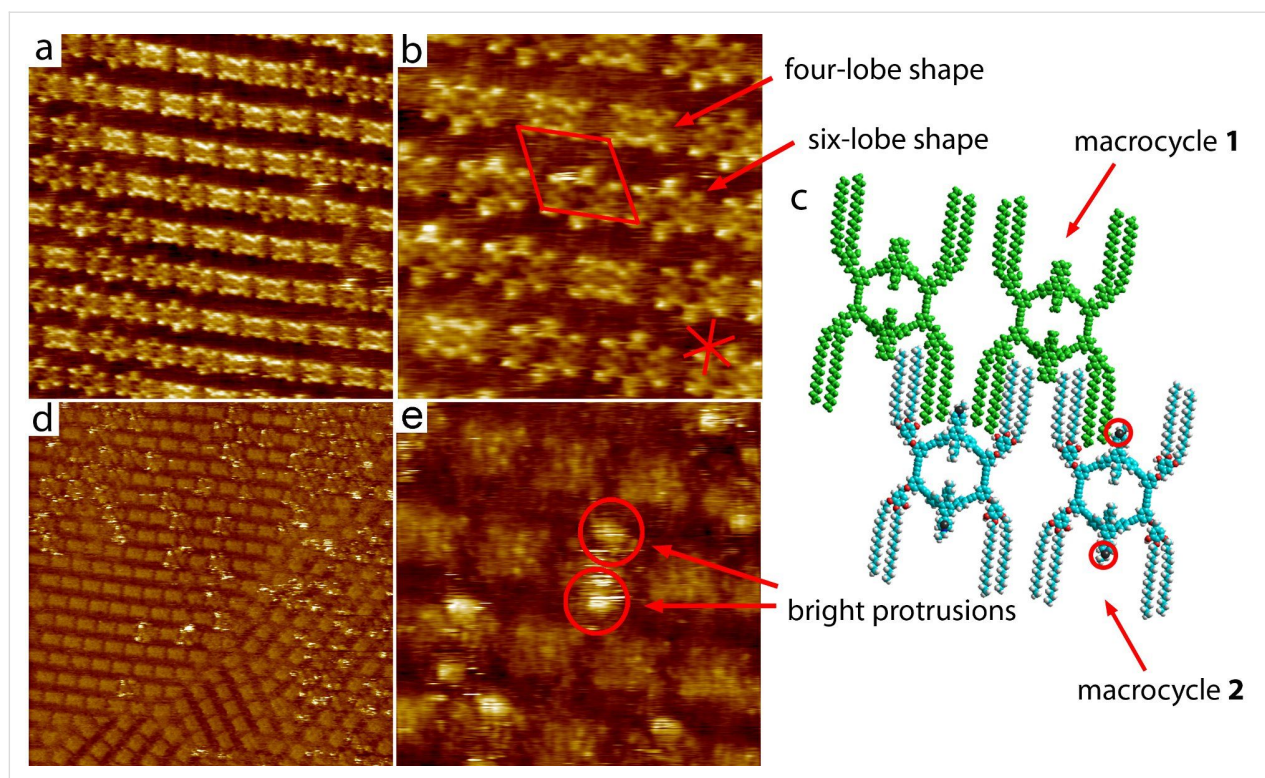 a
b
four-lobe shape
six-lobe shape
macrocycle 1
c
d
e
bright protrusions
macrocycle 2